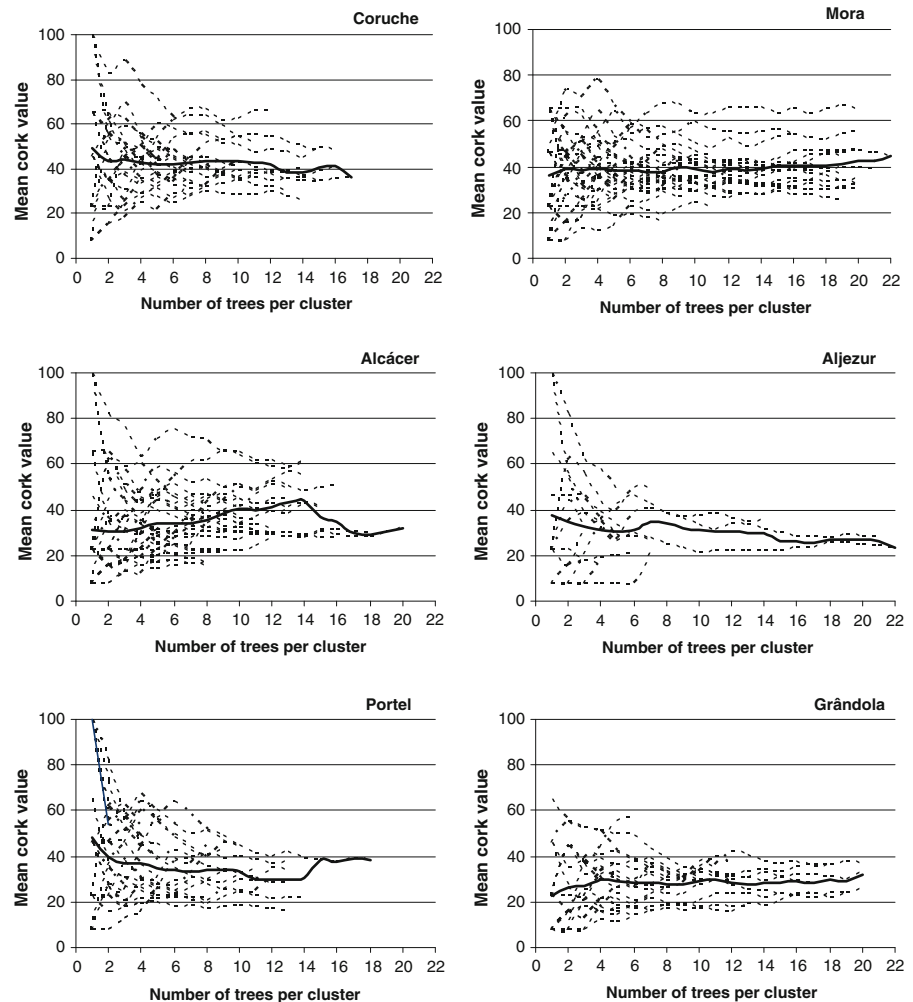 Coruche
100
80
60
40
20
0
Mean cork value
0 2 4 6 8 10 12 14 16 18 20 22
Number of trees per cluster
Mora
100
80
60
40
20
0
Mean cork value
0 2 4 6 8 10 12 14 16 18 20 22
Number of trees per cluster
Alcácer
100
80
60
40
20
0
Mean cork value
0 2 4 6 8 10 12 14 16 18 20 22
Number of trees per cluster
Aljezur
100
80
60
40
20
0
Mean cork value
0 2 4 6 8 10 12 14 16 18 20 22
Number of trees per cluster
Portel
100
80
60
40
20
0
Mean cork value
0 2 4 6 8 10 12 14 16 18 20 22
Number of trees per cluster
Grândola
100
80
60
40
20
0
Mean cork value
0 2 4 6 8 10 12 14 16 18 20 22
Number of trees per cluster